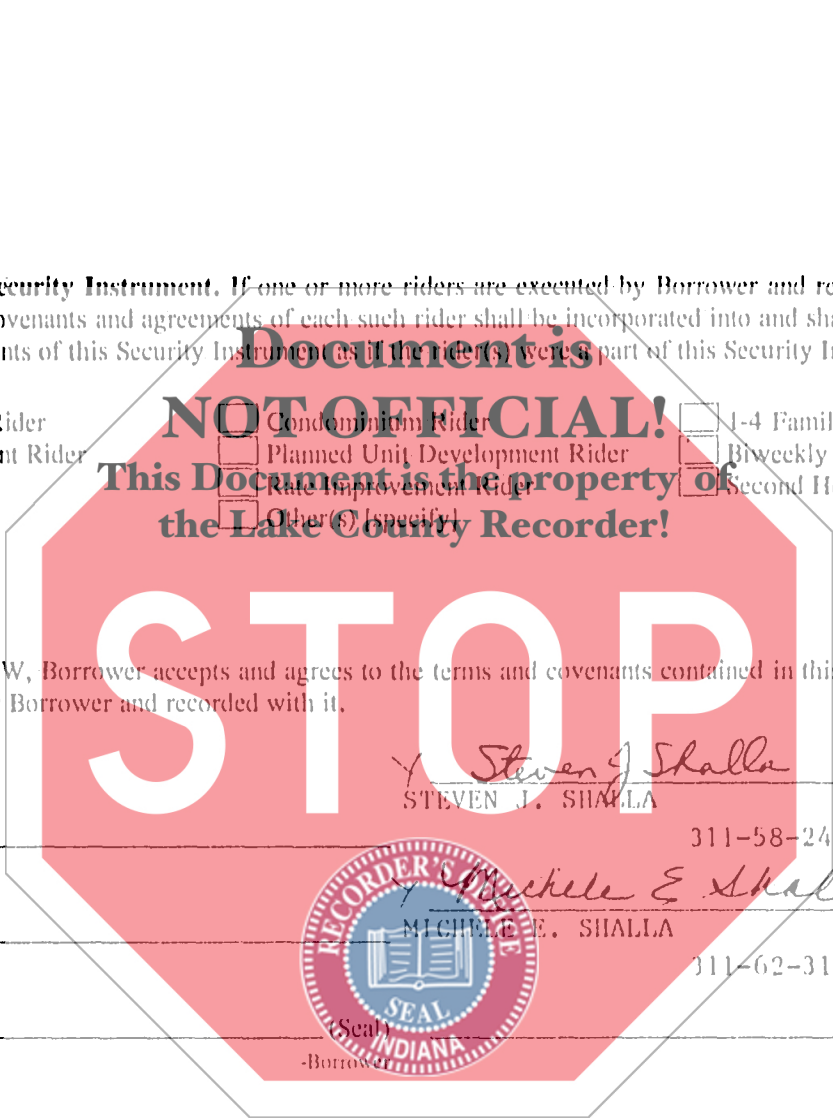 ecurity Instrument. If one or more riders are executed by Borrower and re
ovenants and agreements of each such rider shall be incorporated into and sha
nts of this Security Instrument as if the rider(s) were a part of this Security I
Document is
Rider Condominium Rider 1-4 Famil
NOT OFFICIAL!
nt Rider Planned Unit Development Rider Biweekly
This Document is the property of
Rate Improvement Rider Second H
Other(s) [specify]
the Lake County Recorder!
STOP
W, Borrower accepts and agrees to the terms and covenants contained in this
Borrower and recorded with it.
Steven J Shalla
STEVEN J. SHALLA
311-58-24
Michele E Shal
MICHELE E. SHALLA
311-62-31
RECORDER'S OFFICE
SEAL
INDIANA
(Seal)
-Borrower